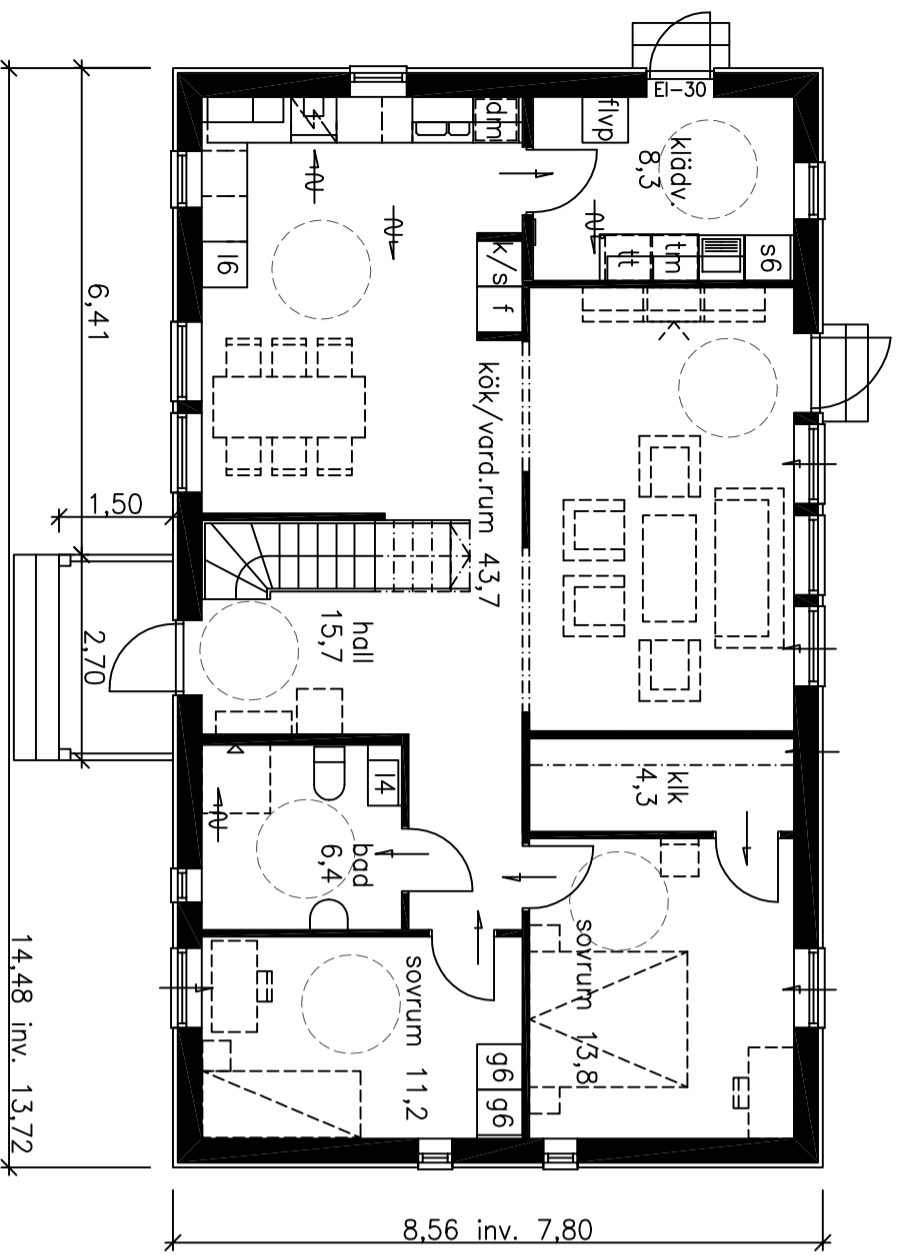 EI-30
flvp
klädv.
8,3
dm
s6
tm
tt
k/s
f
l6
kök/vard.rum 43,7
hall
15,7
klk
4,3
l4
bad
6,4
sovrum 13,8
sovrum 11,2
g6
g6
6,41
1,50
2,70
14,48 inv. 13,72
8,56 inv. 7,80